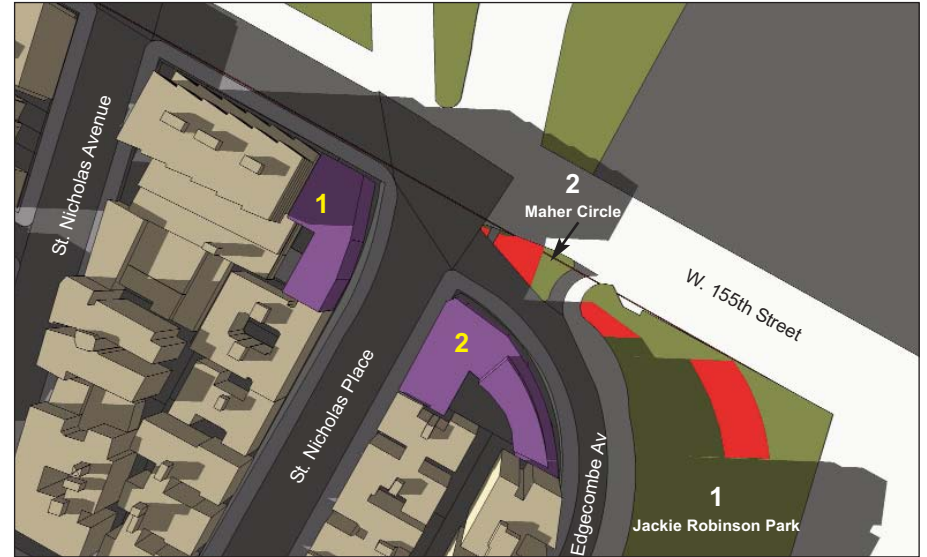 St. Nicholas Avenue
1
2
Maher Circle
W. 155th Street
St. Nicholas Place
2
Edgecombe Av
1
Jackie Robinson Park